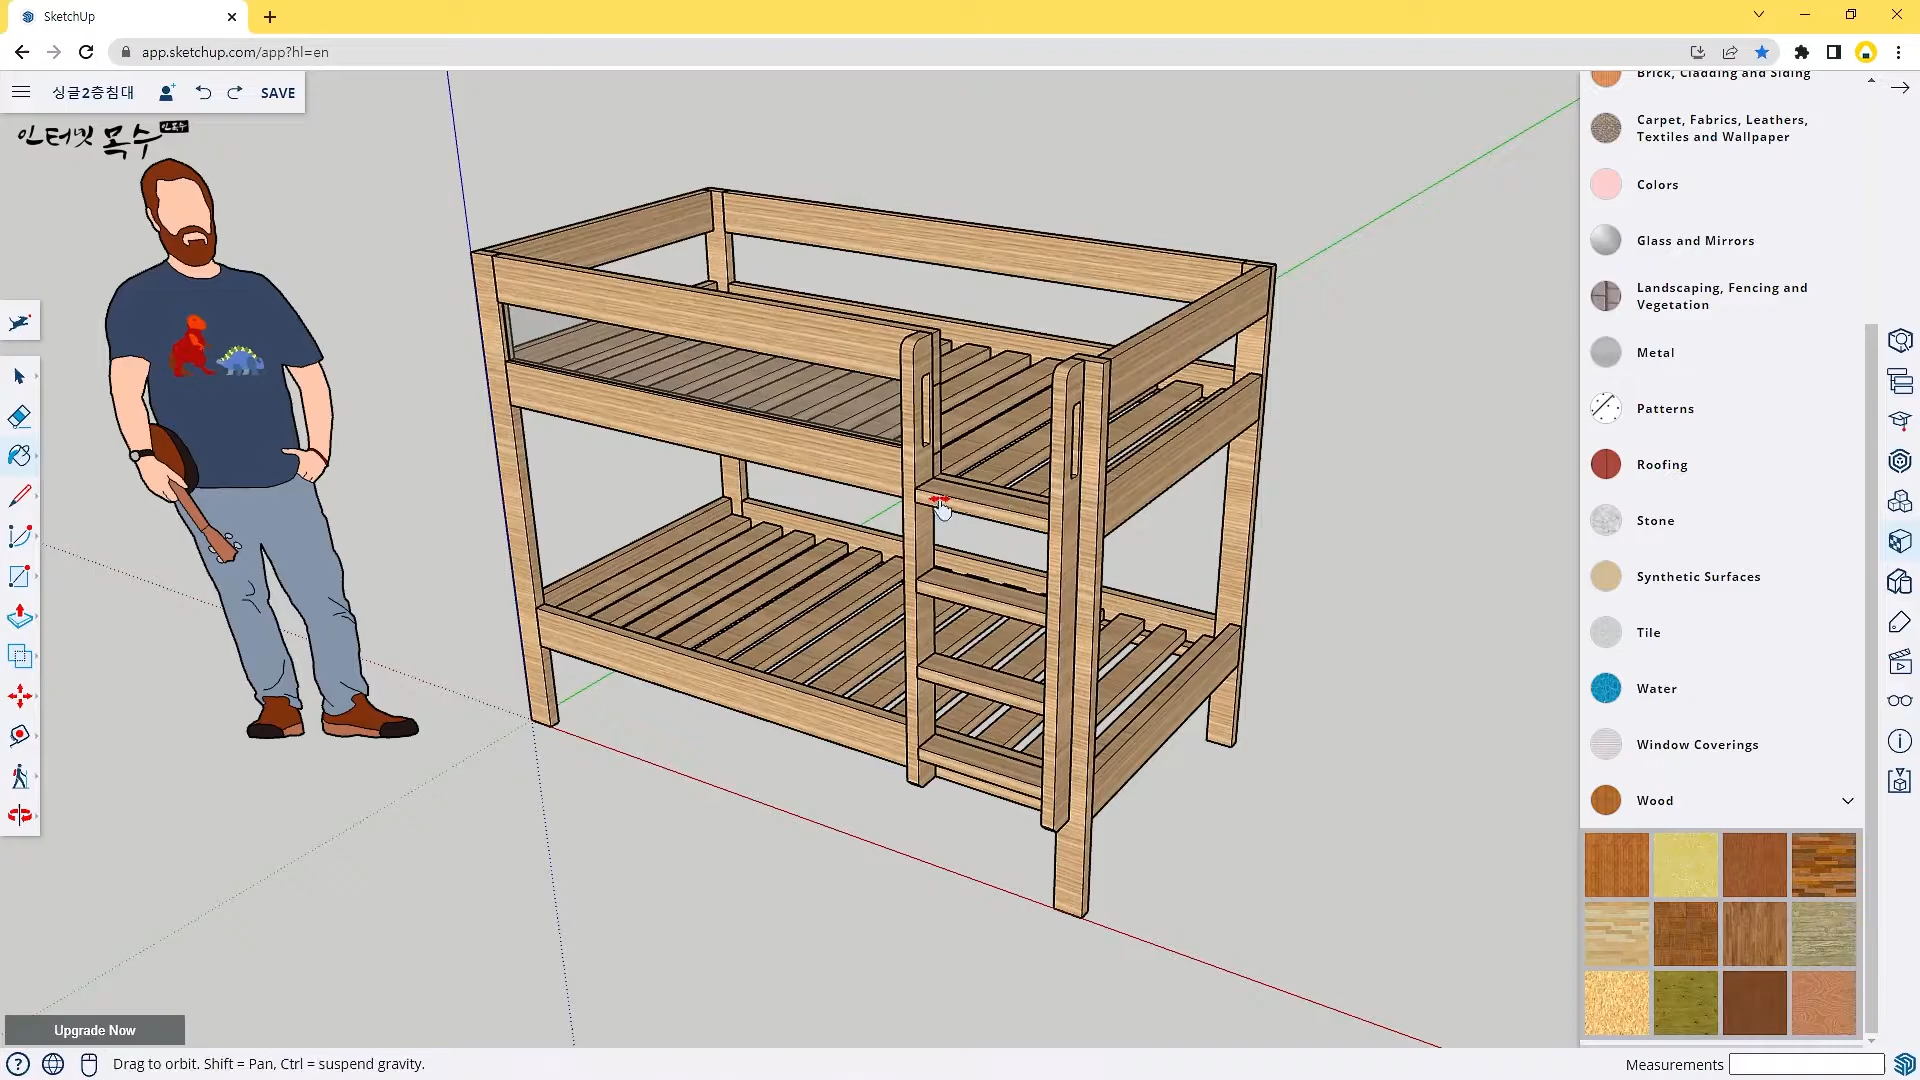 SketchUp
app.sketchup.com/app?hl=en
싱글2층침대
SAVE
인터넷 목수
Brick, Cladding and Siding
Carpet, Fabrics, Leathers,
Textiles and Wallpaper
Colors
Glass and Mirrors
Landscaping, Fencing and
Vegetation
Metal
Patterns
Roofing
Stone
Synthetic Surfaces
Tile
Water
Window Coverings
Wood
Upgrade Now
Drag to orbit. Shift = Pan, Ctrl = suspend gravity.
Measurements